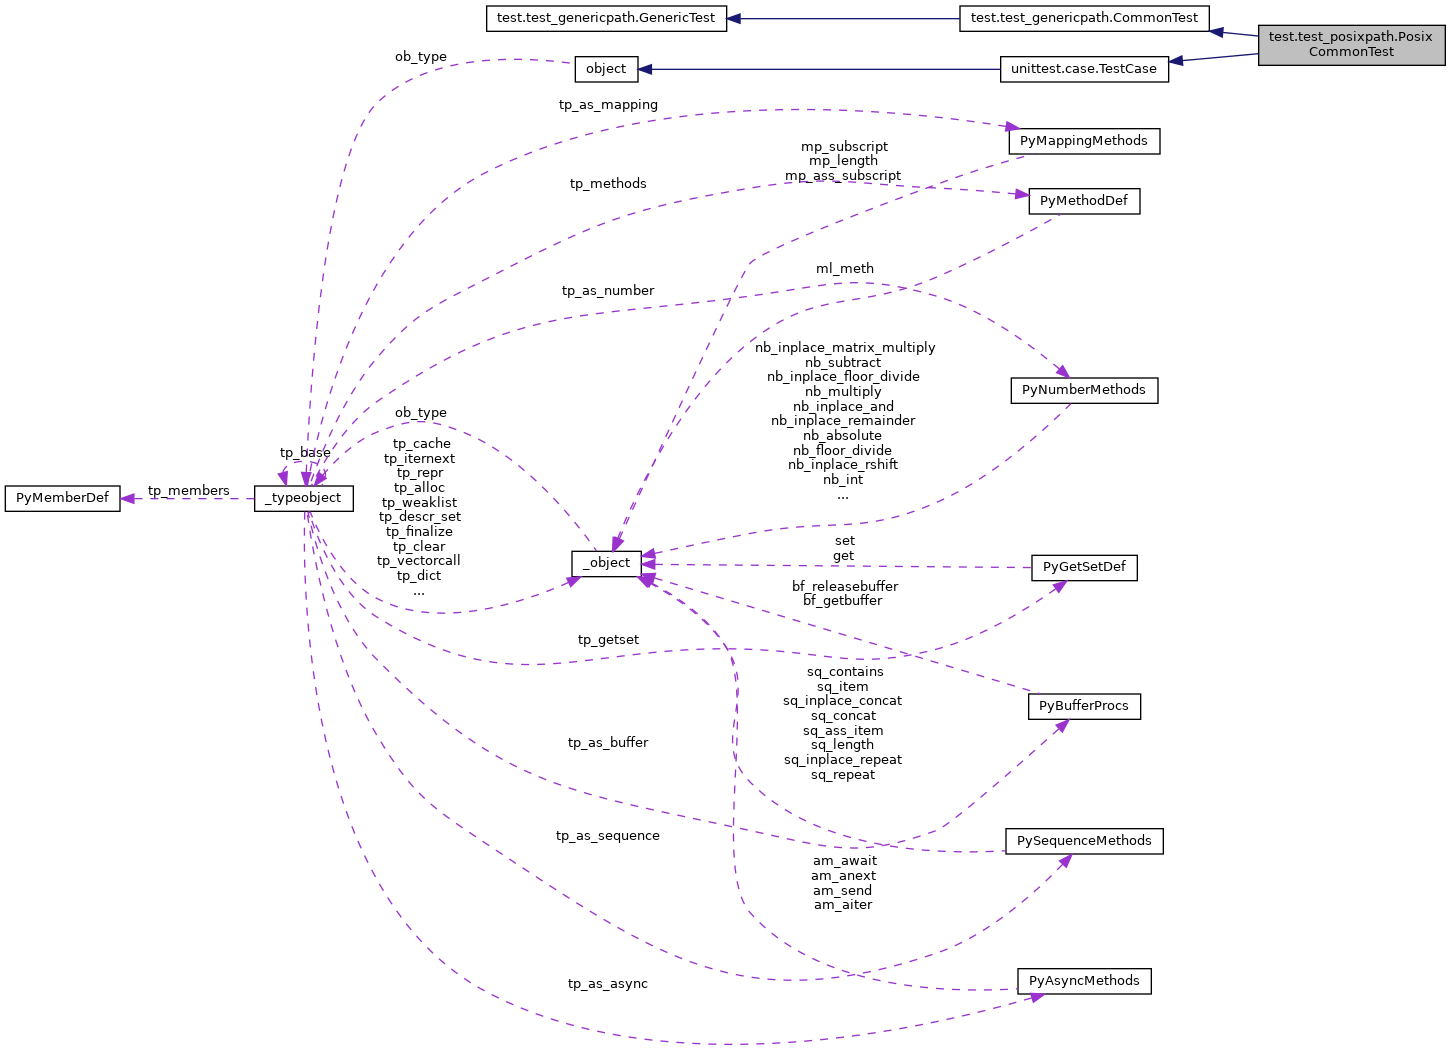 test.test_genericpath.GenericTest
test.test_genericpath.CommonTest
test.test_posixpath.Posix
CommonTest
ob_type
object
unittest.case.TestCase
tp_as_mapping
PyMappingMethods
mp_subscript
mp_length
mp_ass_subscript
tp_methods
PyMethodDef
ml_meth
tp_as_number
nb_inplace_matrix_multiply
nb_subtract
nb_inplace_floor_divide
nb_multiply
nb_inplace_and
nb_inplace_remainder
nb_absolute
nb_floor_divide
nb_inplace_rshift
nb_int
...
PyNumberMethods
ob_type
tp_base
tp_cache
tp_iternext
tp_repr
tp_alloc
tp_weaklist
tp_descr_set
tp_finalize
tp_clear
tp_vectorcall
tp_dict
...
PyMemberDef
tp_members
_typeobject
_object
set
get
PyGetSetDef
bf_releasebuffer
bf_getbuffer
tp_getset
sq_contains
sq_item
sq_inplace_concat
sq_concat
sq_ass_item
sq_length
sq_inplace_repeat
sq_repeat
PyBufferProcs
tp_as_buffer
tp_as_sequence
PySequenceMethods
am_await
am_anext
am_send
am_aiter
tp_as_async
PyAsyncMethods